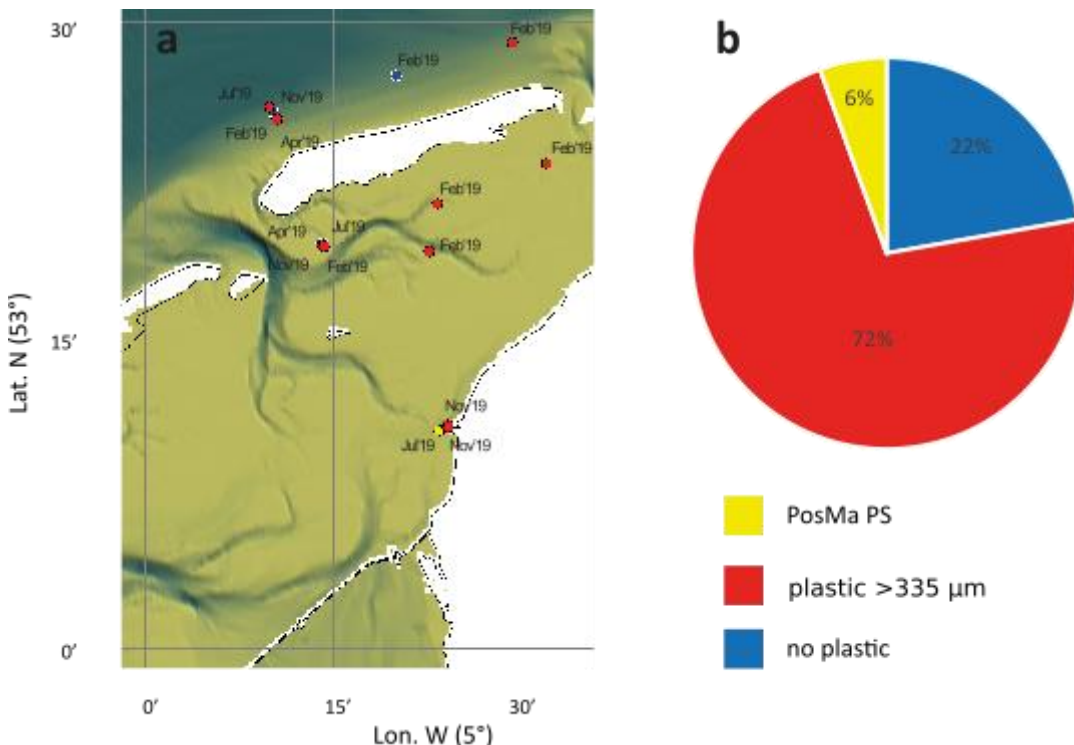 a
30′
Feb'19
Feb'19
Jul'19
Nov'19
Feb'19
Apr'19
Feb'19
Feb'19
Apr'19
Jul'19
Nov'19
Feb'19
Feb'19
15′
Nov'19
Jul'19
Nov'19
0′
Lat. N (53°)
0′
15′
30′
Lon. W (5°)
b
6%
22%
72%
PosMa PS
plastic >335 µm
no plastic